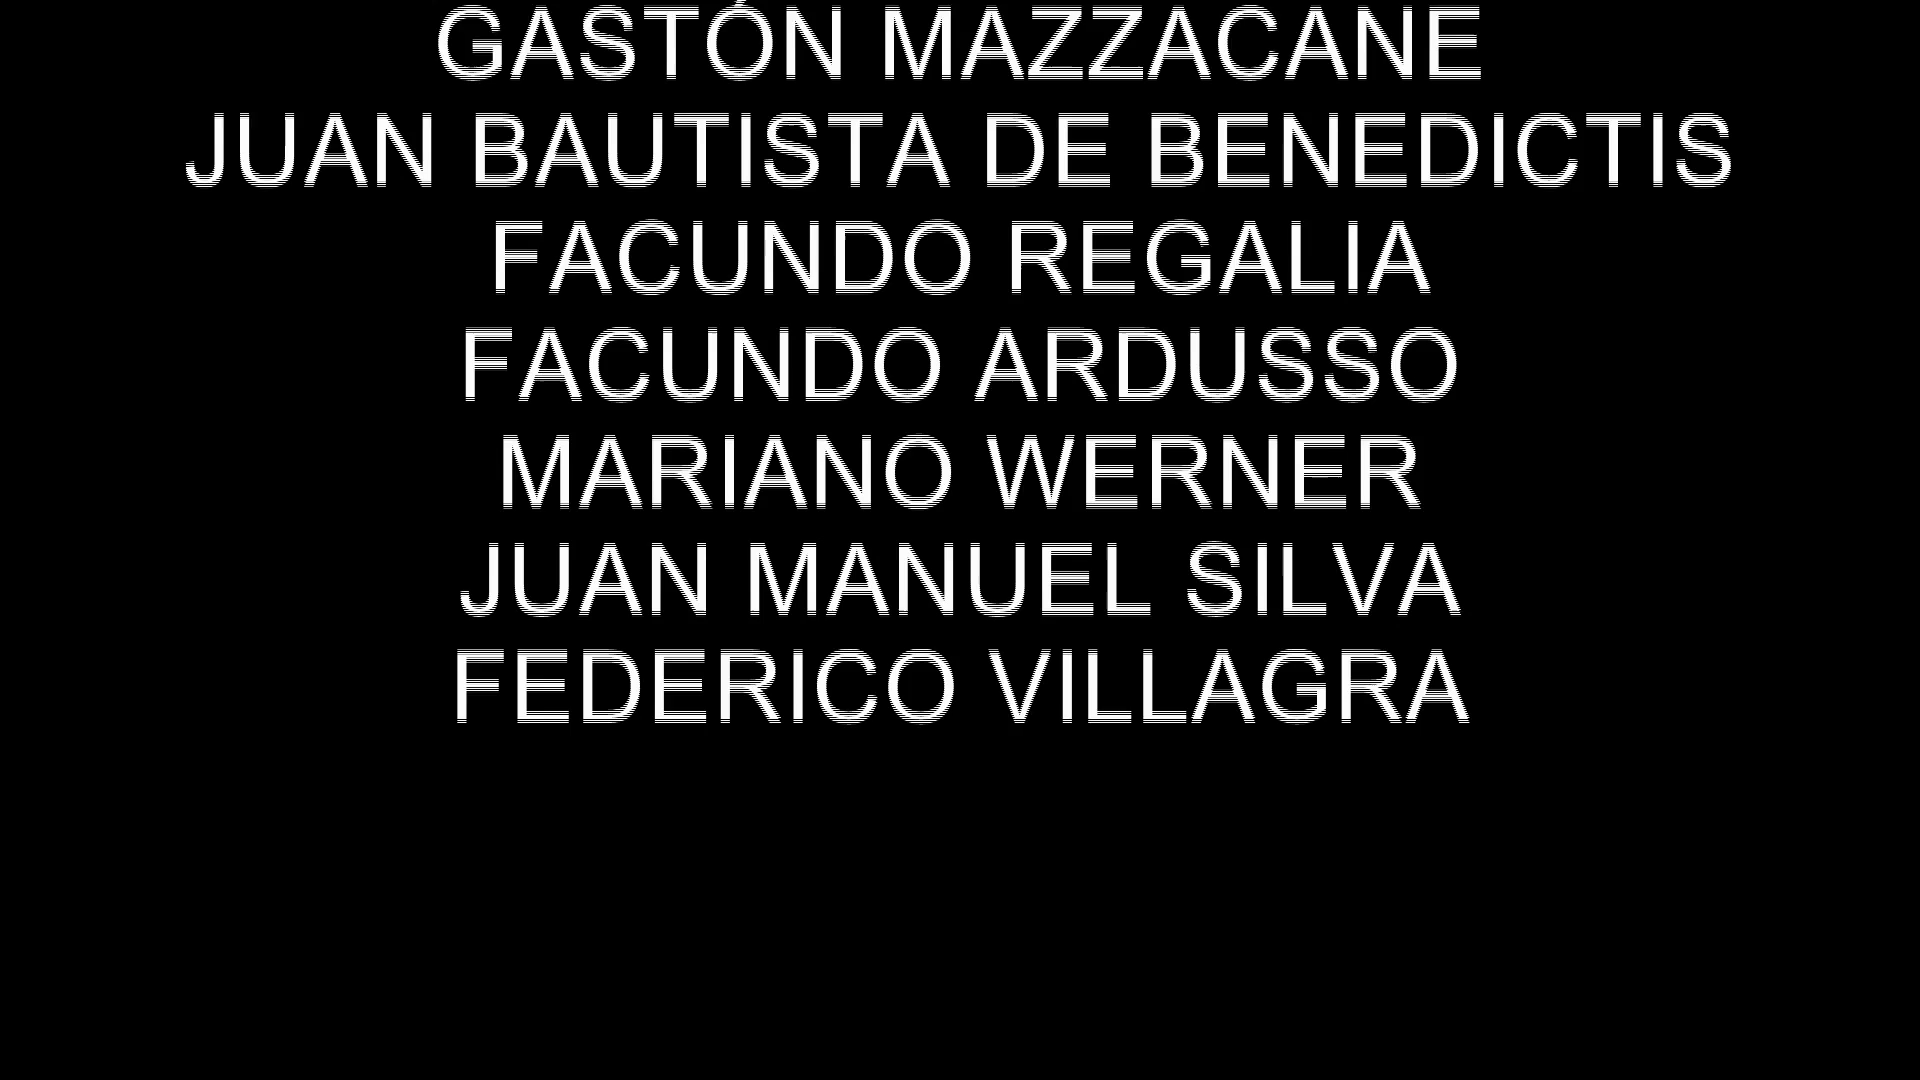 GASTÓN MAZZACANE
JUAN BAUTISTA DE BENEDICTIS
FACUNDO REGALIA
FACUNDO ARDUSSO
MARIANO WERNER
JUAN MANUEL SILVA
FEDERICO VILLAGRA